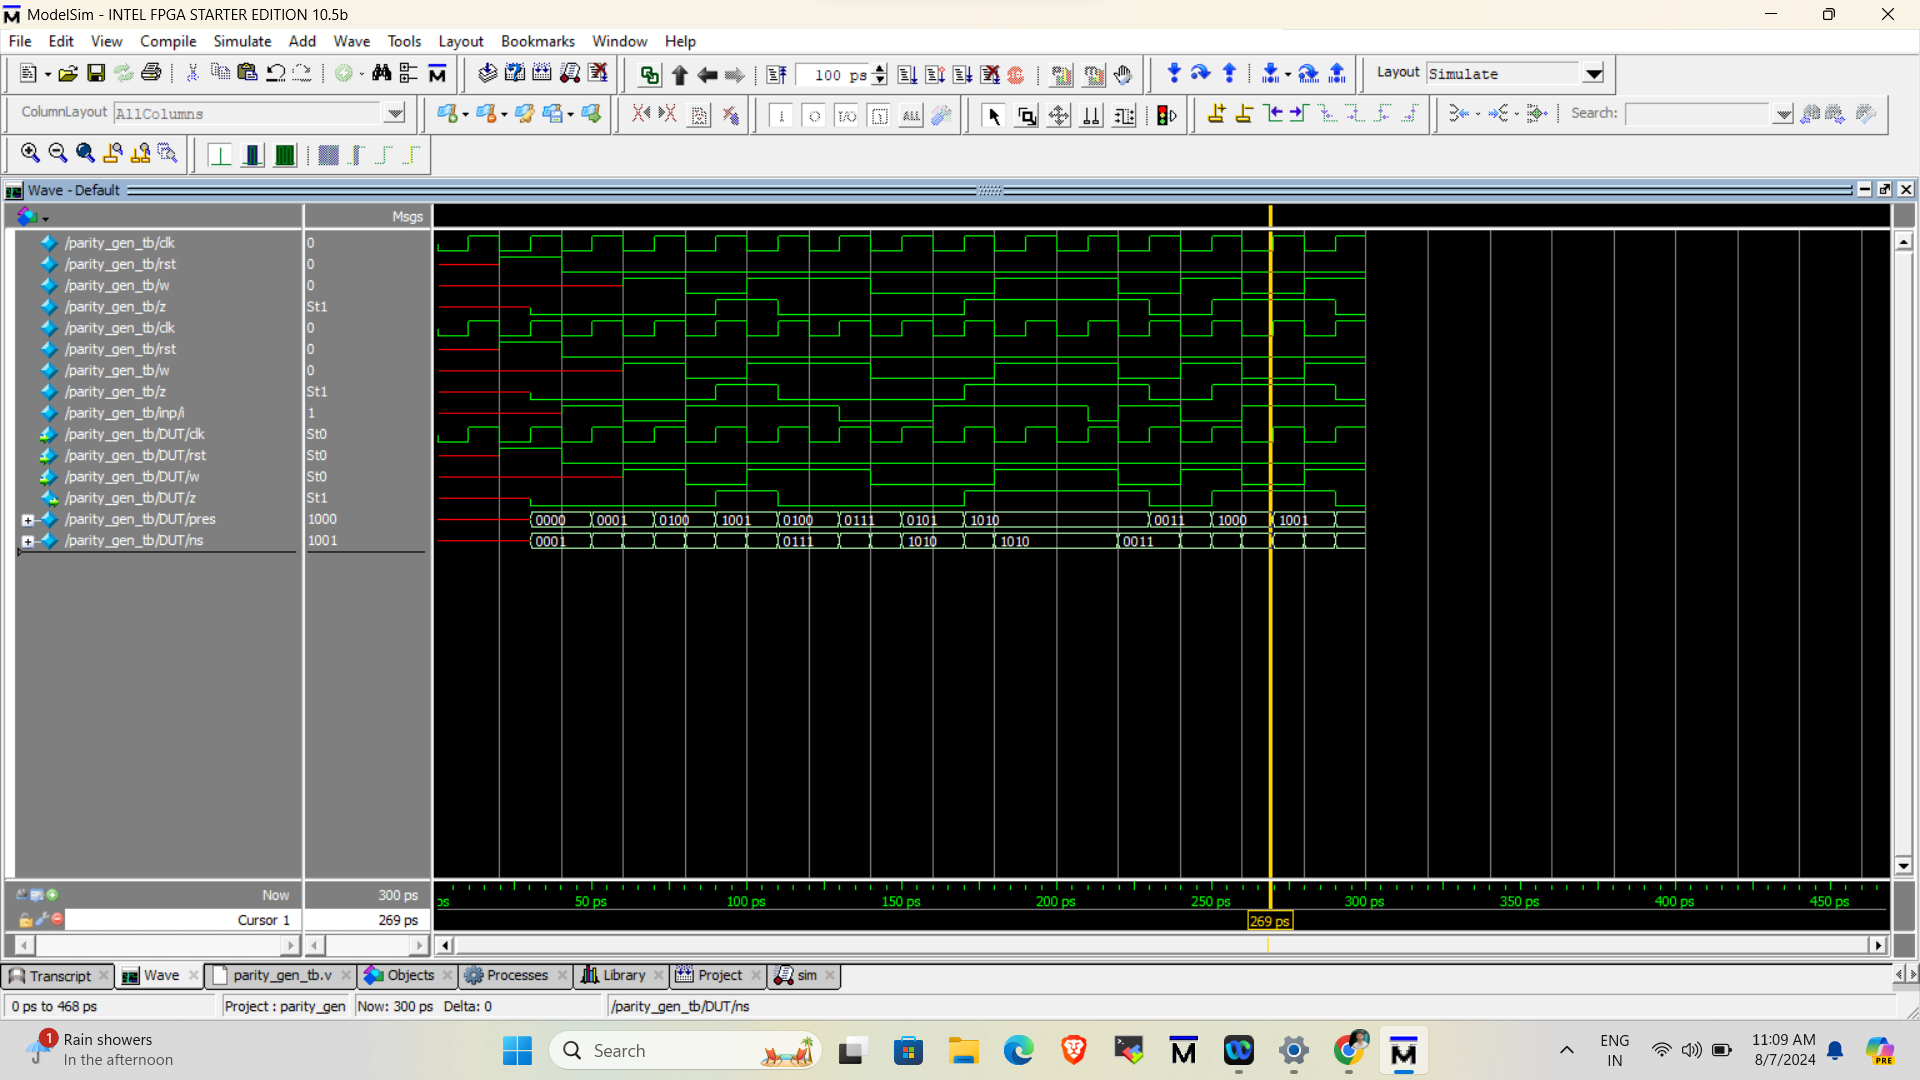 ModelSim - INTEL FPGA STARTER EDITION 10.5b
File Edit View Compile Simulate Add Wave Tools Layout Bookmarks Window Help
100 ps Layout Simulate
ColumnLayout AllColumns Search:
Wave - Default
Msgs
/parity_gen_tb/clk 0
/parity_gen_tb/rst 0
/parity_gen_tb/w 0
/parity_gen_tb/z St1
/parity_gen_tb/clk 0
/parity_gen_tb/rst 0
/parity_gen_tb/w 0
/parity_gen_tb/z St1
/parity_gen_tb/inp/i 1
/parity_gen_tb/DUT/clk St0
/parity_gen_tb/DUT/rst St0
/parity_gen_tb/DUT/w St0
/parity_gen_tb/DUT/z St1
/parity_gen_tb/DUT/pres 1000 0000 0001 0100 1001 0100 0111 0101 1010 0011 1000 1001
/parity_gen_tb/DUT/ns 1001 0001 0111 1010 1010 0011
Now 300 ps ps 50 ps 100 ps 150 ps 200 ps 250 ps 300 ps 350 ps 400 ps 450 ps
Cursor 1 269 ps 269 ps
Transcript Wave parity_gen_tb.v Objects Processes Library Project sim
0 ps to 468 ps Project : parity_gen Now: 300 ps Delta: 0 /parity_gen_tb/DUT/ns
1 Rain showers
In the afternoon
Search
ENG
IN
11:09 AM
8/7/2024
PRE